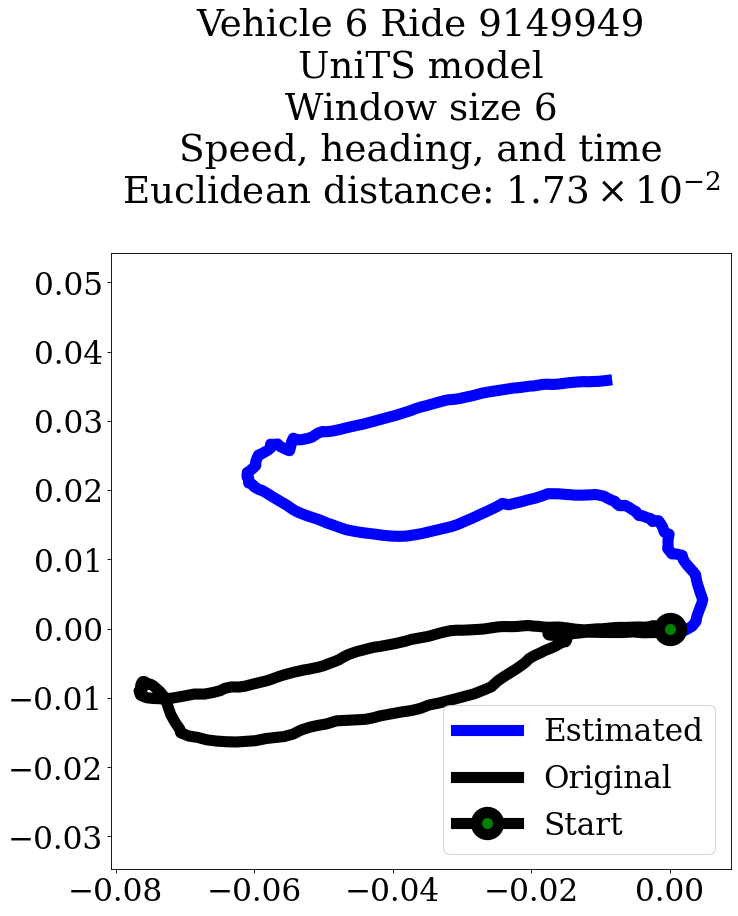 Vehicle 6 Ride 9149949
UniTS model
Window size 6
Speed, heading, and time
Euclidean distance: $1.73 × 10^{-2}$
0.05
0.04
0.03
0.02
0.01
0.00
−0.01
−0.02
−0.03
Estimated
Original
Start
−0.08 −0.06 −0.04 −0.02 0.00